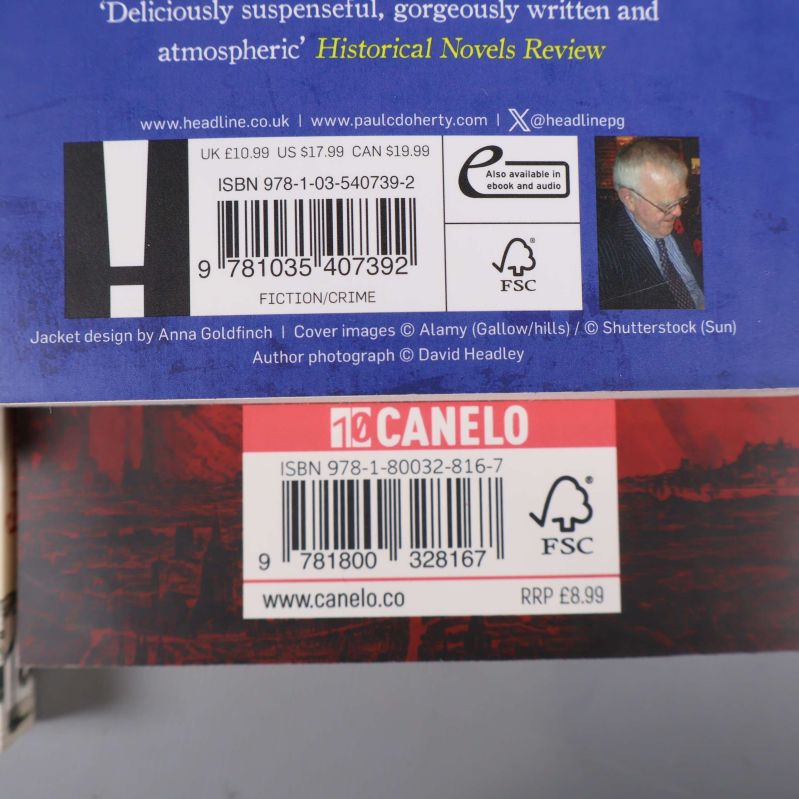 ‘Deliciously suspenseful, gorgeously written and
atmospheric’ Historical Novels Review
www.headline.co.uk | www.paulcdoherty.com | X@headlinepg
UK £10.99 US $17.99 CAN $19.99
ISBN 978-1-03-540739-2
9 781035 407392
FICTION/CRIME
e
Also available in
ebook and audio
FSC
Jacket design by Anna Goldfinch | Cover images © Alamy (Gallow/hills) / © Shutterstock (Sun)
Author photograph © David Headley
10 CANELO
ISBN 978-1-80032-816-7
9 781800 328167
FSC
www.canelo.co
RRP £8.99